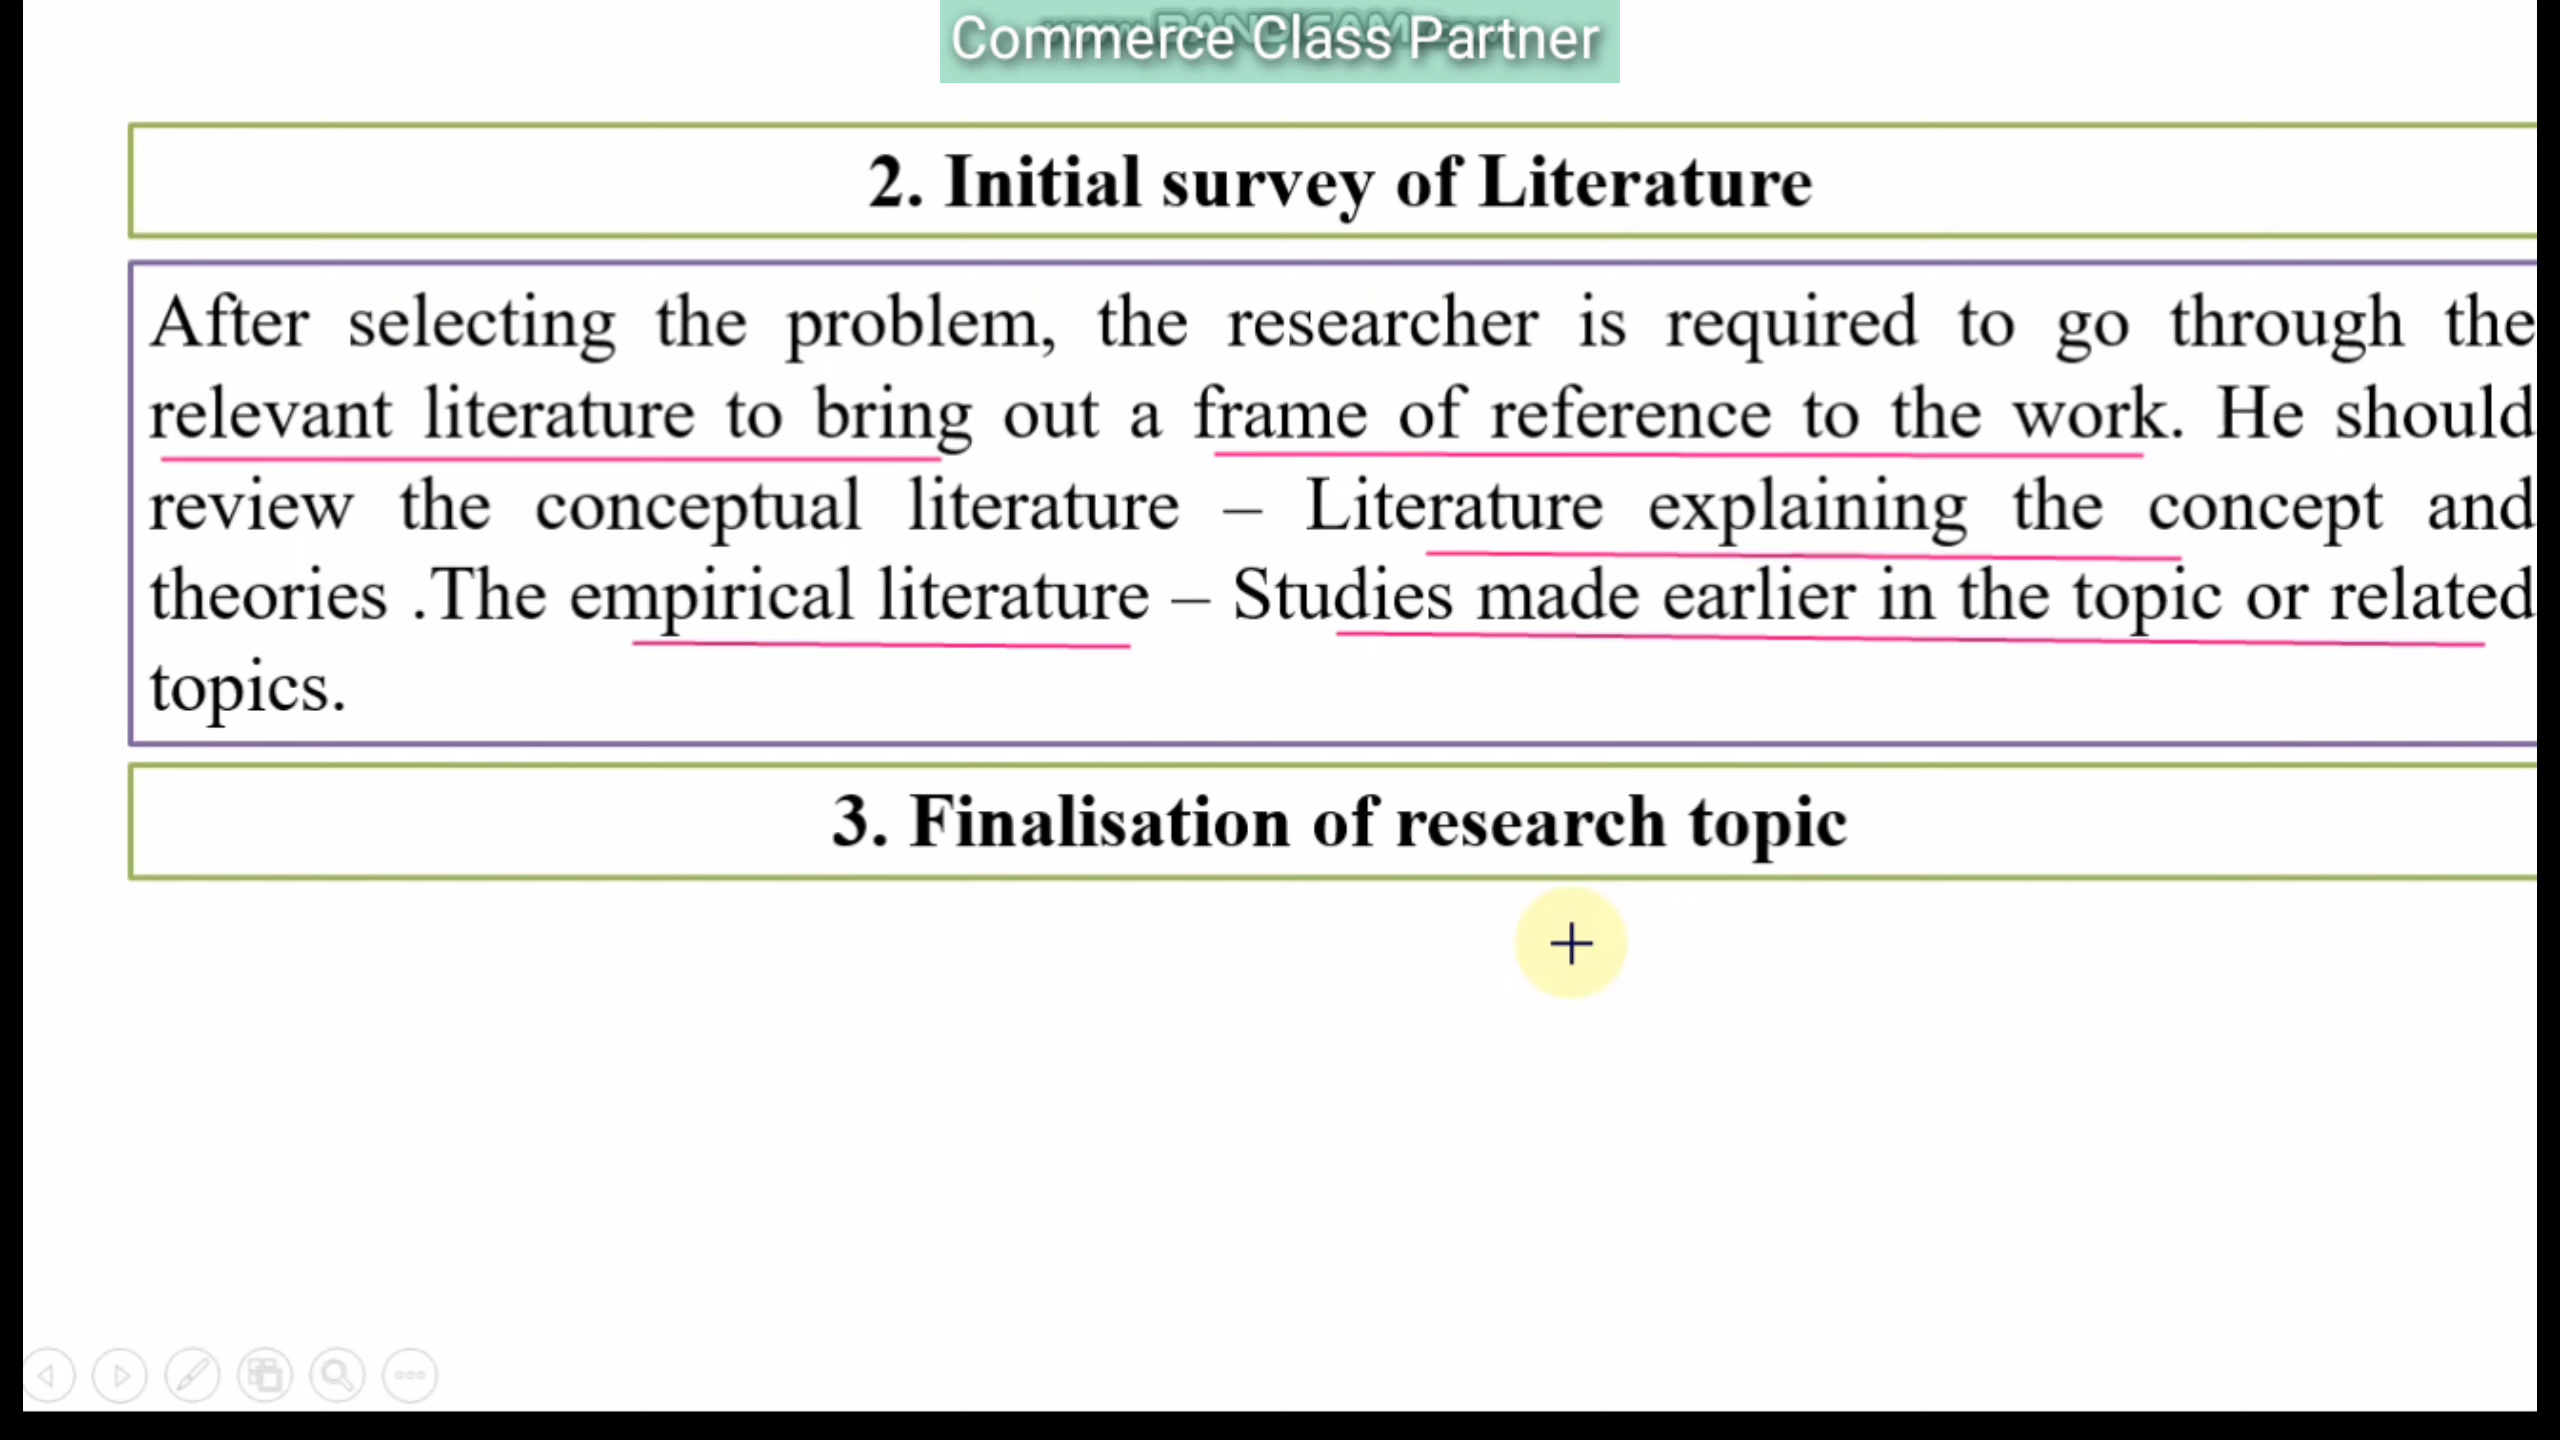 Commerce Class Partner
2. Initial survey of Literature
After selecting the problem, the researcher is required to go through the
relevant literature to bring out a frame of reference to the work. He should
review the conceptual literature – Literature explaining the concept and
theories .The empirical literature – Studies made earlier in the topic or related
topics.
3. Finalisation of research topic